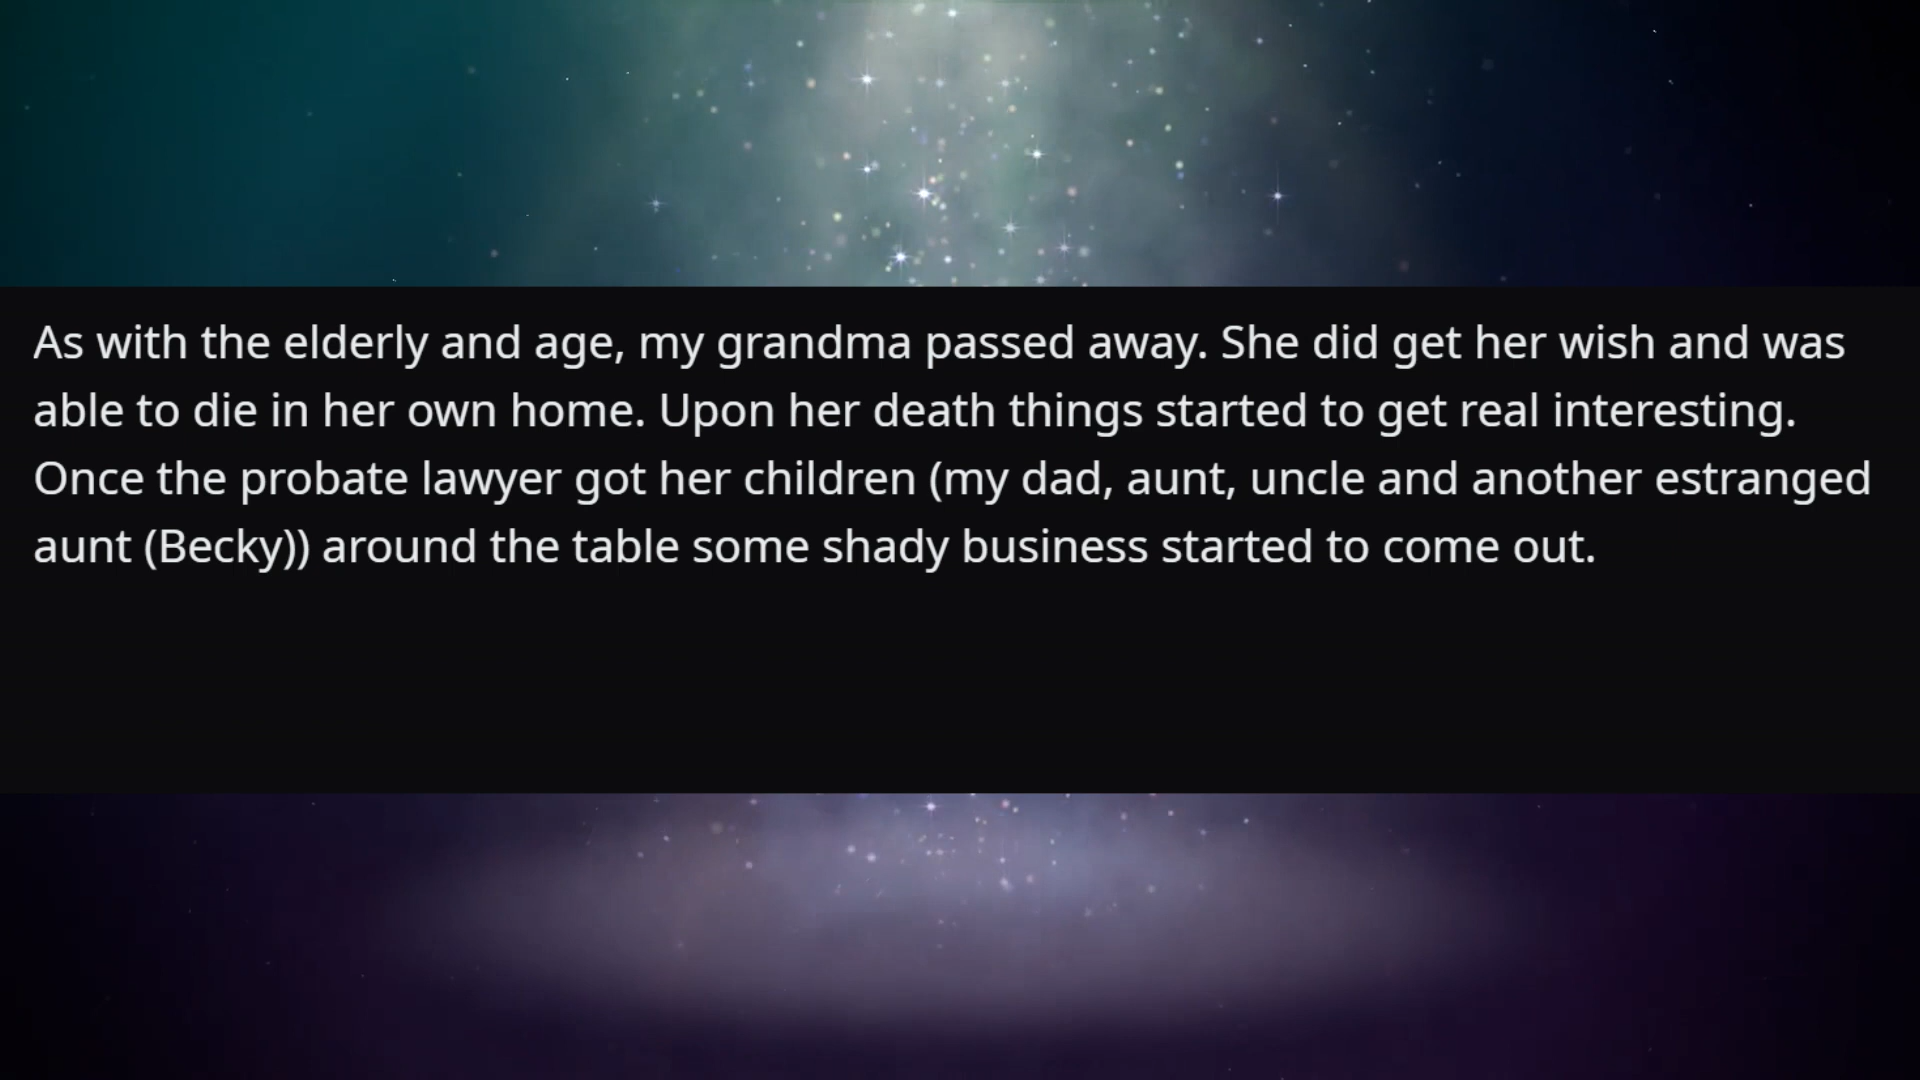 As with the elderly and age, my grandma passed away. She did get her wish and was
able to die in her own home. Upon her death things started to get real interesting.
Once the probate lawyer got her children (my dad, aunt, uncle and another estranged
aunt (Becky)) around the table some shady business started to come out.